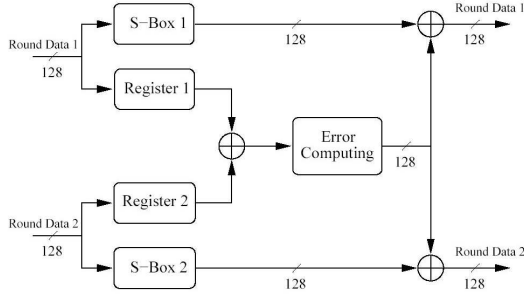 S-Box 1
128
Round Data 1
128
Round Data 1
128
Register 1
Error
Computing
128
Register 2
Round Data 2
128
S-Box 2
128
Round Data 2
128